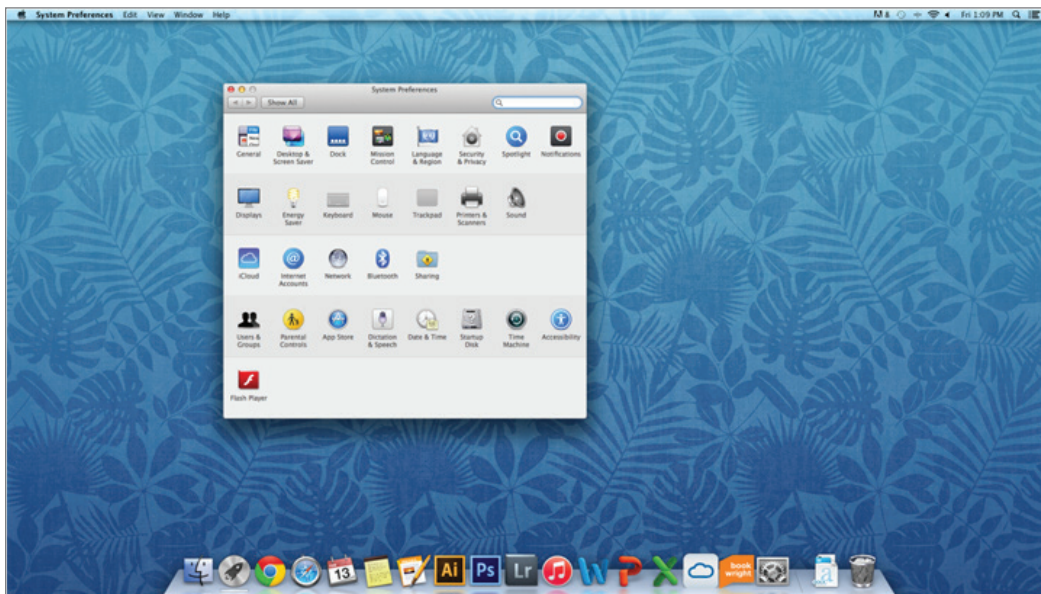 System Preferences Edit View Window Help
8 Fri 1:09 PM
System Preferences
Show All
General Desktop & Screen Saver Dock Mission Control Language & Region Security & Privacy Spotlight Notifications
Displays Energy Saver Keyboard Mouse Trackpad Printers & Scanners Sound
iCloud Internet Accounts Network Bluetooth Sharing
Users & Groups Parental Controls App Store Dictation & Speech Date & Time Startup Disk Time Machine Accessibility
Flash Player
13 Ai Ps Lr W P X book wright